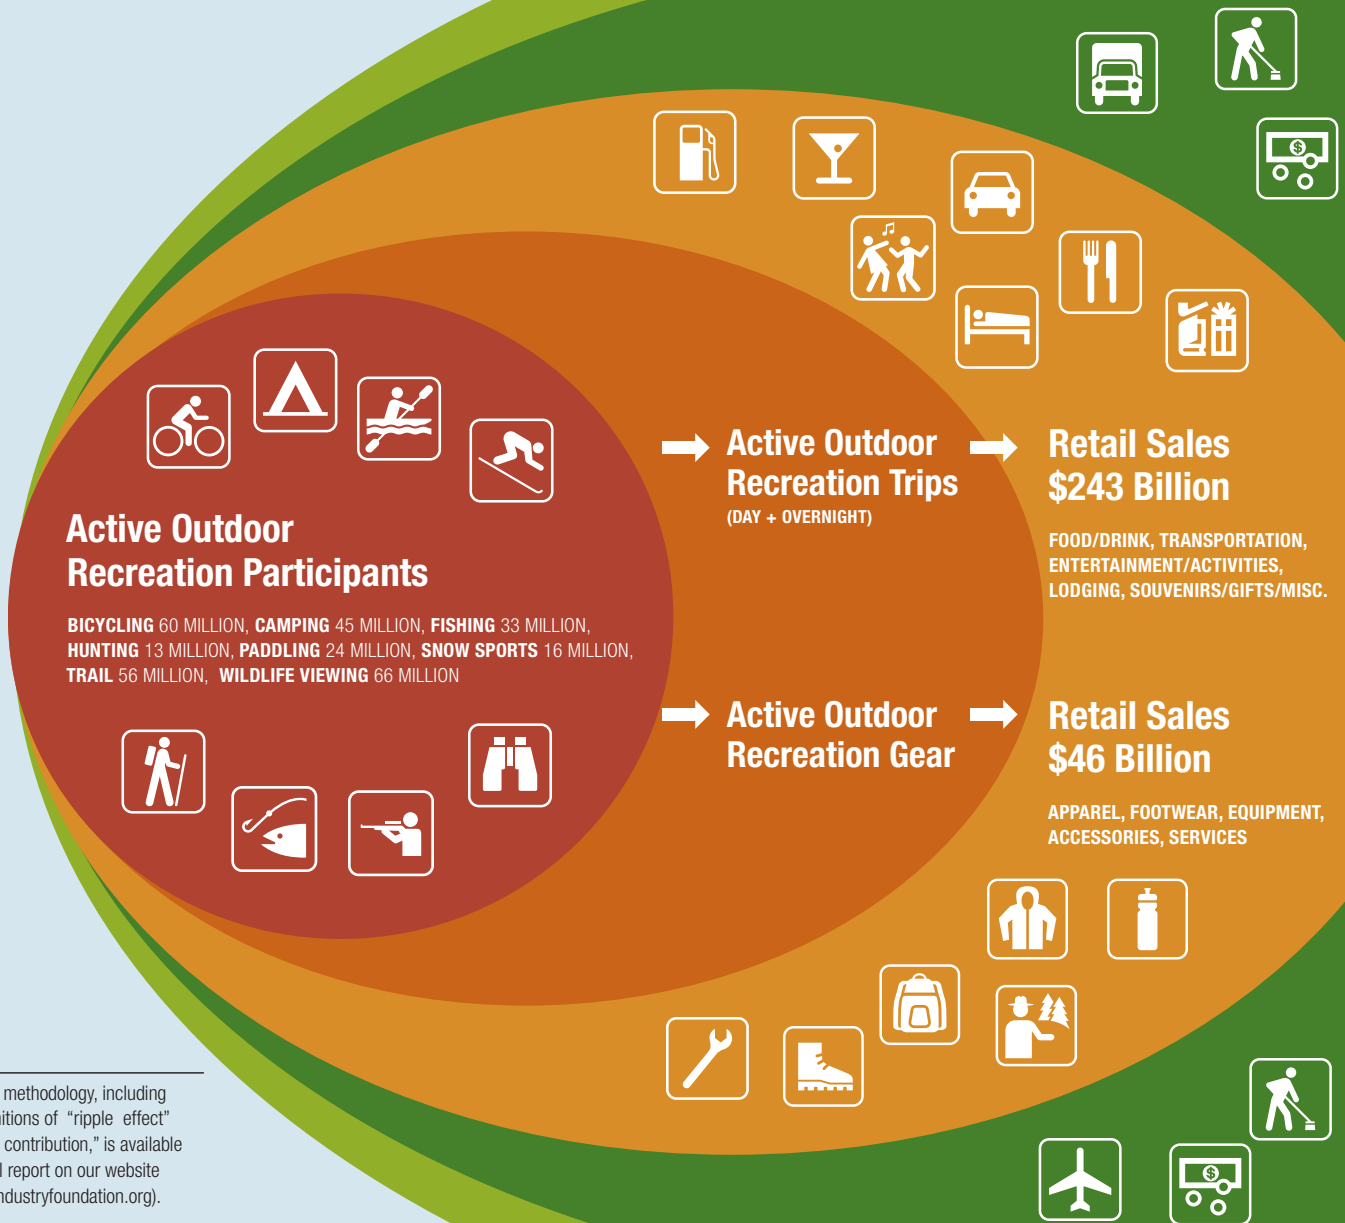 Active Outdoor
Recreation Participants
BICYCLING 60 MILLION, CAMPING 45 MILLION, FISHING 33 MILLION,
HUNTING 13 MILLION, PADDLING 24 MILLION, SNOW SPORTS 16 MILLION,
TRAIL 56 MILLION, WILDLIFE VIEWING 66 MILLION
Active Outdoor
Recreation Trips
(DAY + OVERNIGHT)
Retail Sales
$243 Billion
FOOD/DRINK, TRANSPORTATION,
ENTERTAINMENT/ACTIVITIES,
LODGING, SOUVENIRS/GIFTS/MISC.
Active Outdoor
Recreation Gear
Retail Sales
$46 Billion
APPAREL, FOOTWEAR, EQUIPMENT,
ACCESSORIES, SERVICES
methodology, including
of "ripple effect"
contribution," is available
report on our website
$
$